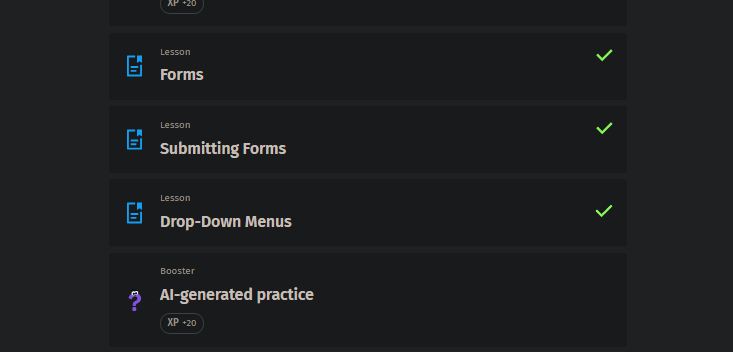 XP +20
Lesson
Forms
Lesson
Submitting Forms
Lesson
Drop-Down Menus
Booster
AI-generated practice
XP +20